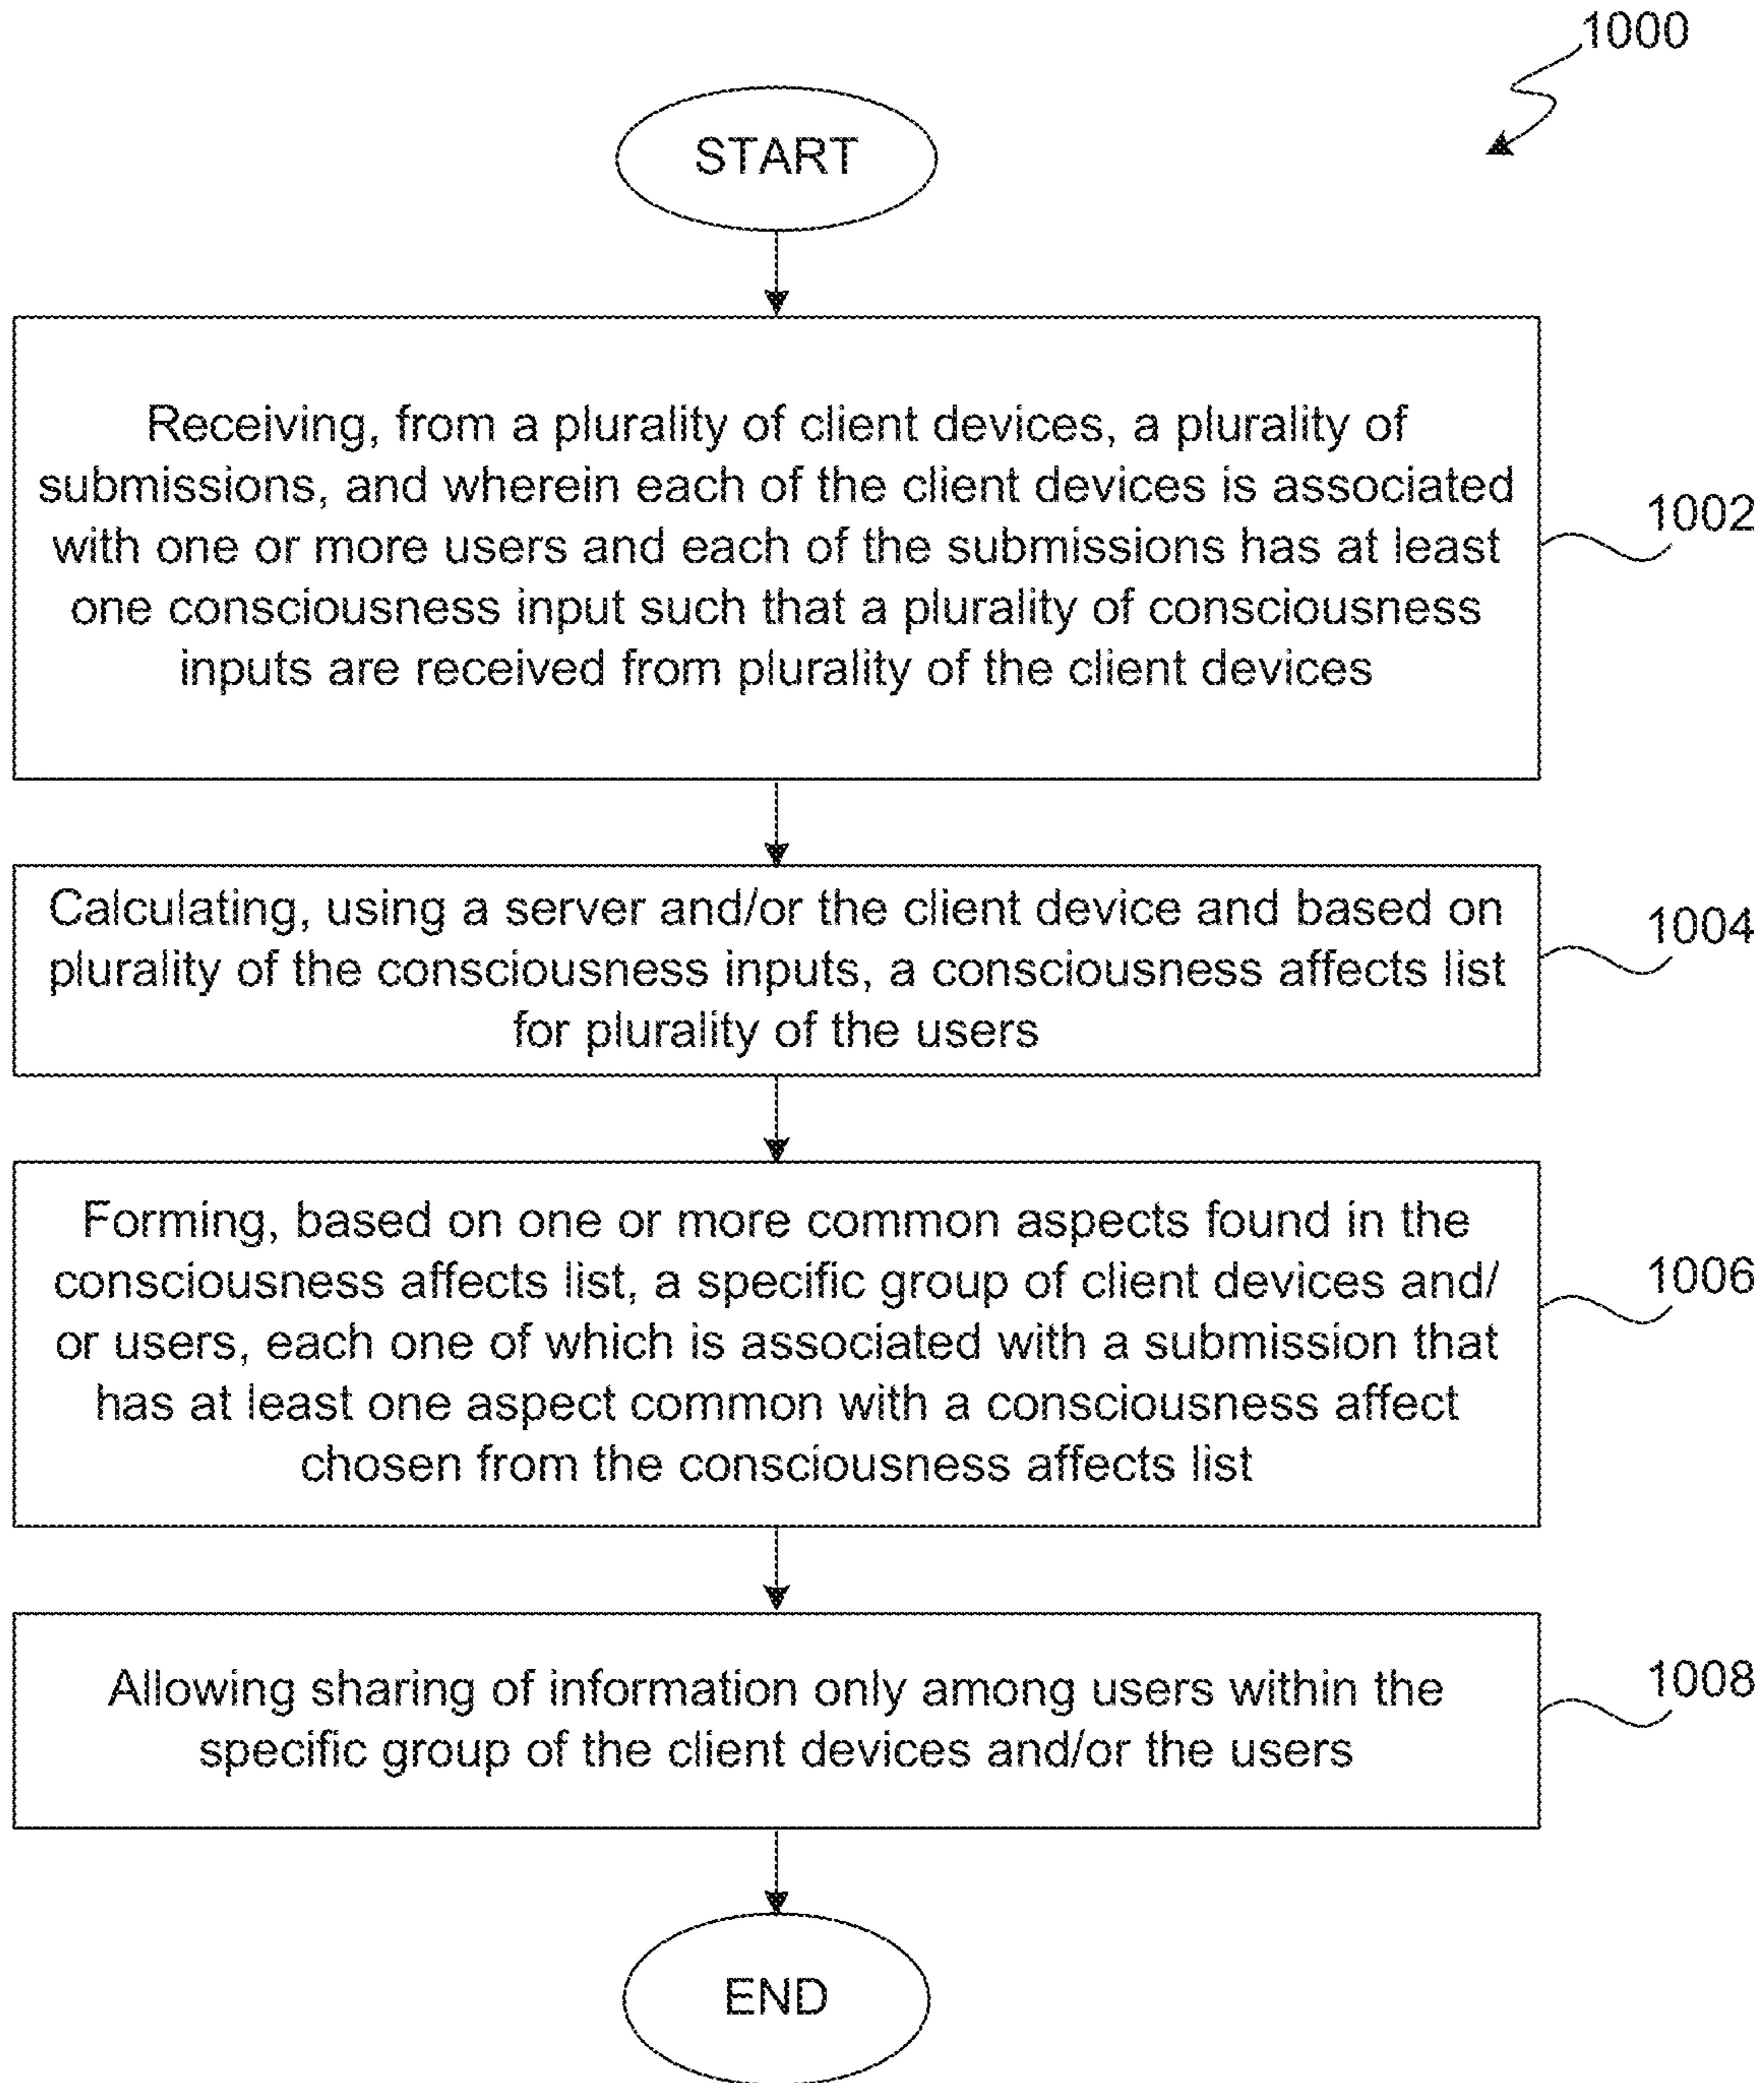 1000
START
Receiving, from a plurality of client devices, a plurality of
submissions, and wherein each of the client devices is associated
with one or more users and each of the submissions has at least
one consciousness input such that a plurality of consciousness
inputs are received from plurality of the client devices
1002
Calculating, using a server and/or the client device and based on
plurality of the consciousness inputs, a consciousness affects list
for plurality of the users
1004
Forming, based on one or more common aspects found in the
consciousness affects list, a specific group of client devices and/
or users, each one of which is associated with a submission that
has at least one aspect common with a consciousness affect
chosen from the consciousness affects list
1006
Allowing sharing of information only among users within the
specific group of the client devices and/or the users
1008
END